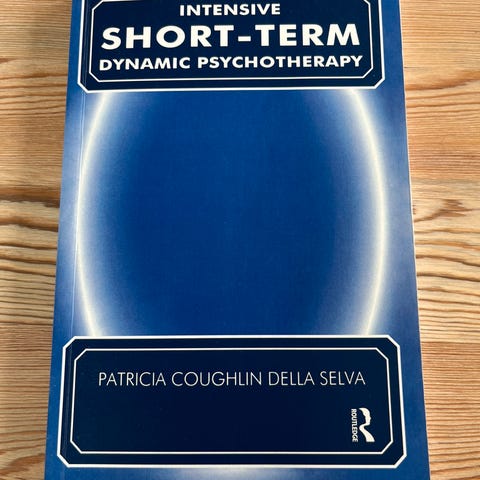 INTENSIVE
SHORT-TERM
DYNAMIC PSYCHOTHERAPY
PATRICIA COUGHLIN DELLA SELVA
ROUTLEDGE